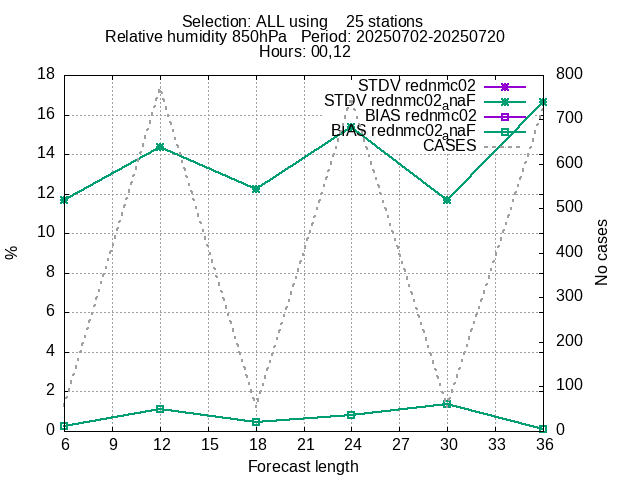 Selection: ALL using    25 stations
Relative humidity 850hPa   Period: 20250702-20250720
Hours: 00,12
STDV rednmc02
STDV rednmc02anaF
BIAS rednmc02
BIAS rednmc02anaF
CASES
18
16
14
12
10
8
6
4
2
0
%
800
700
600
500
400
300
200
100
0
No cases
6 9 12 15 18 21 24 27 30 33 36
Forecast length